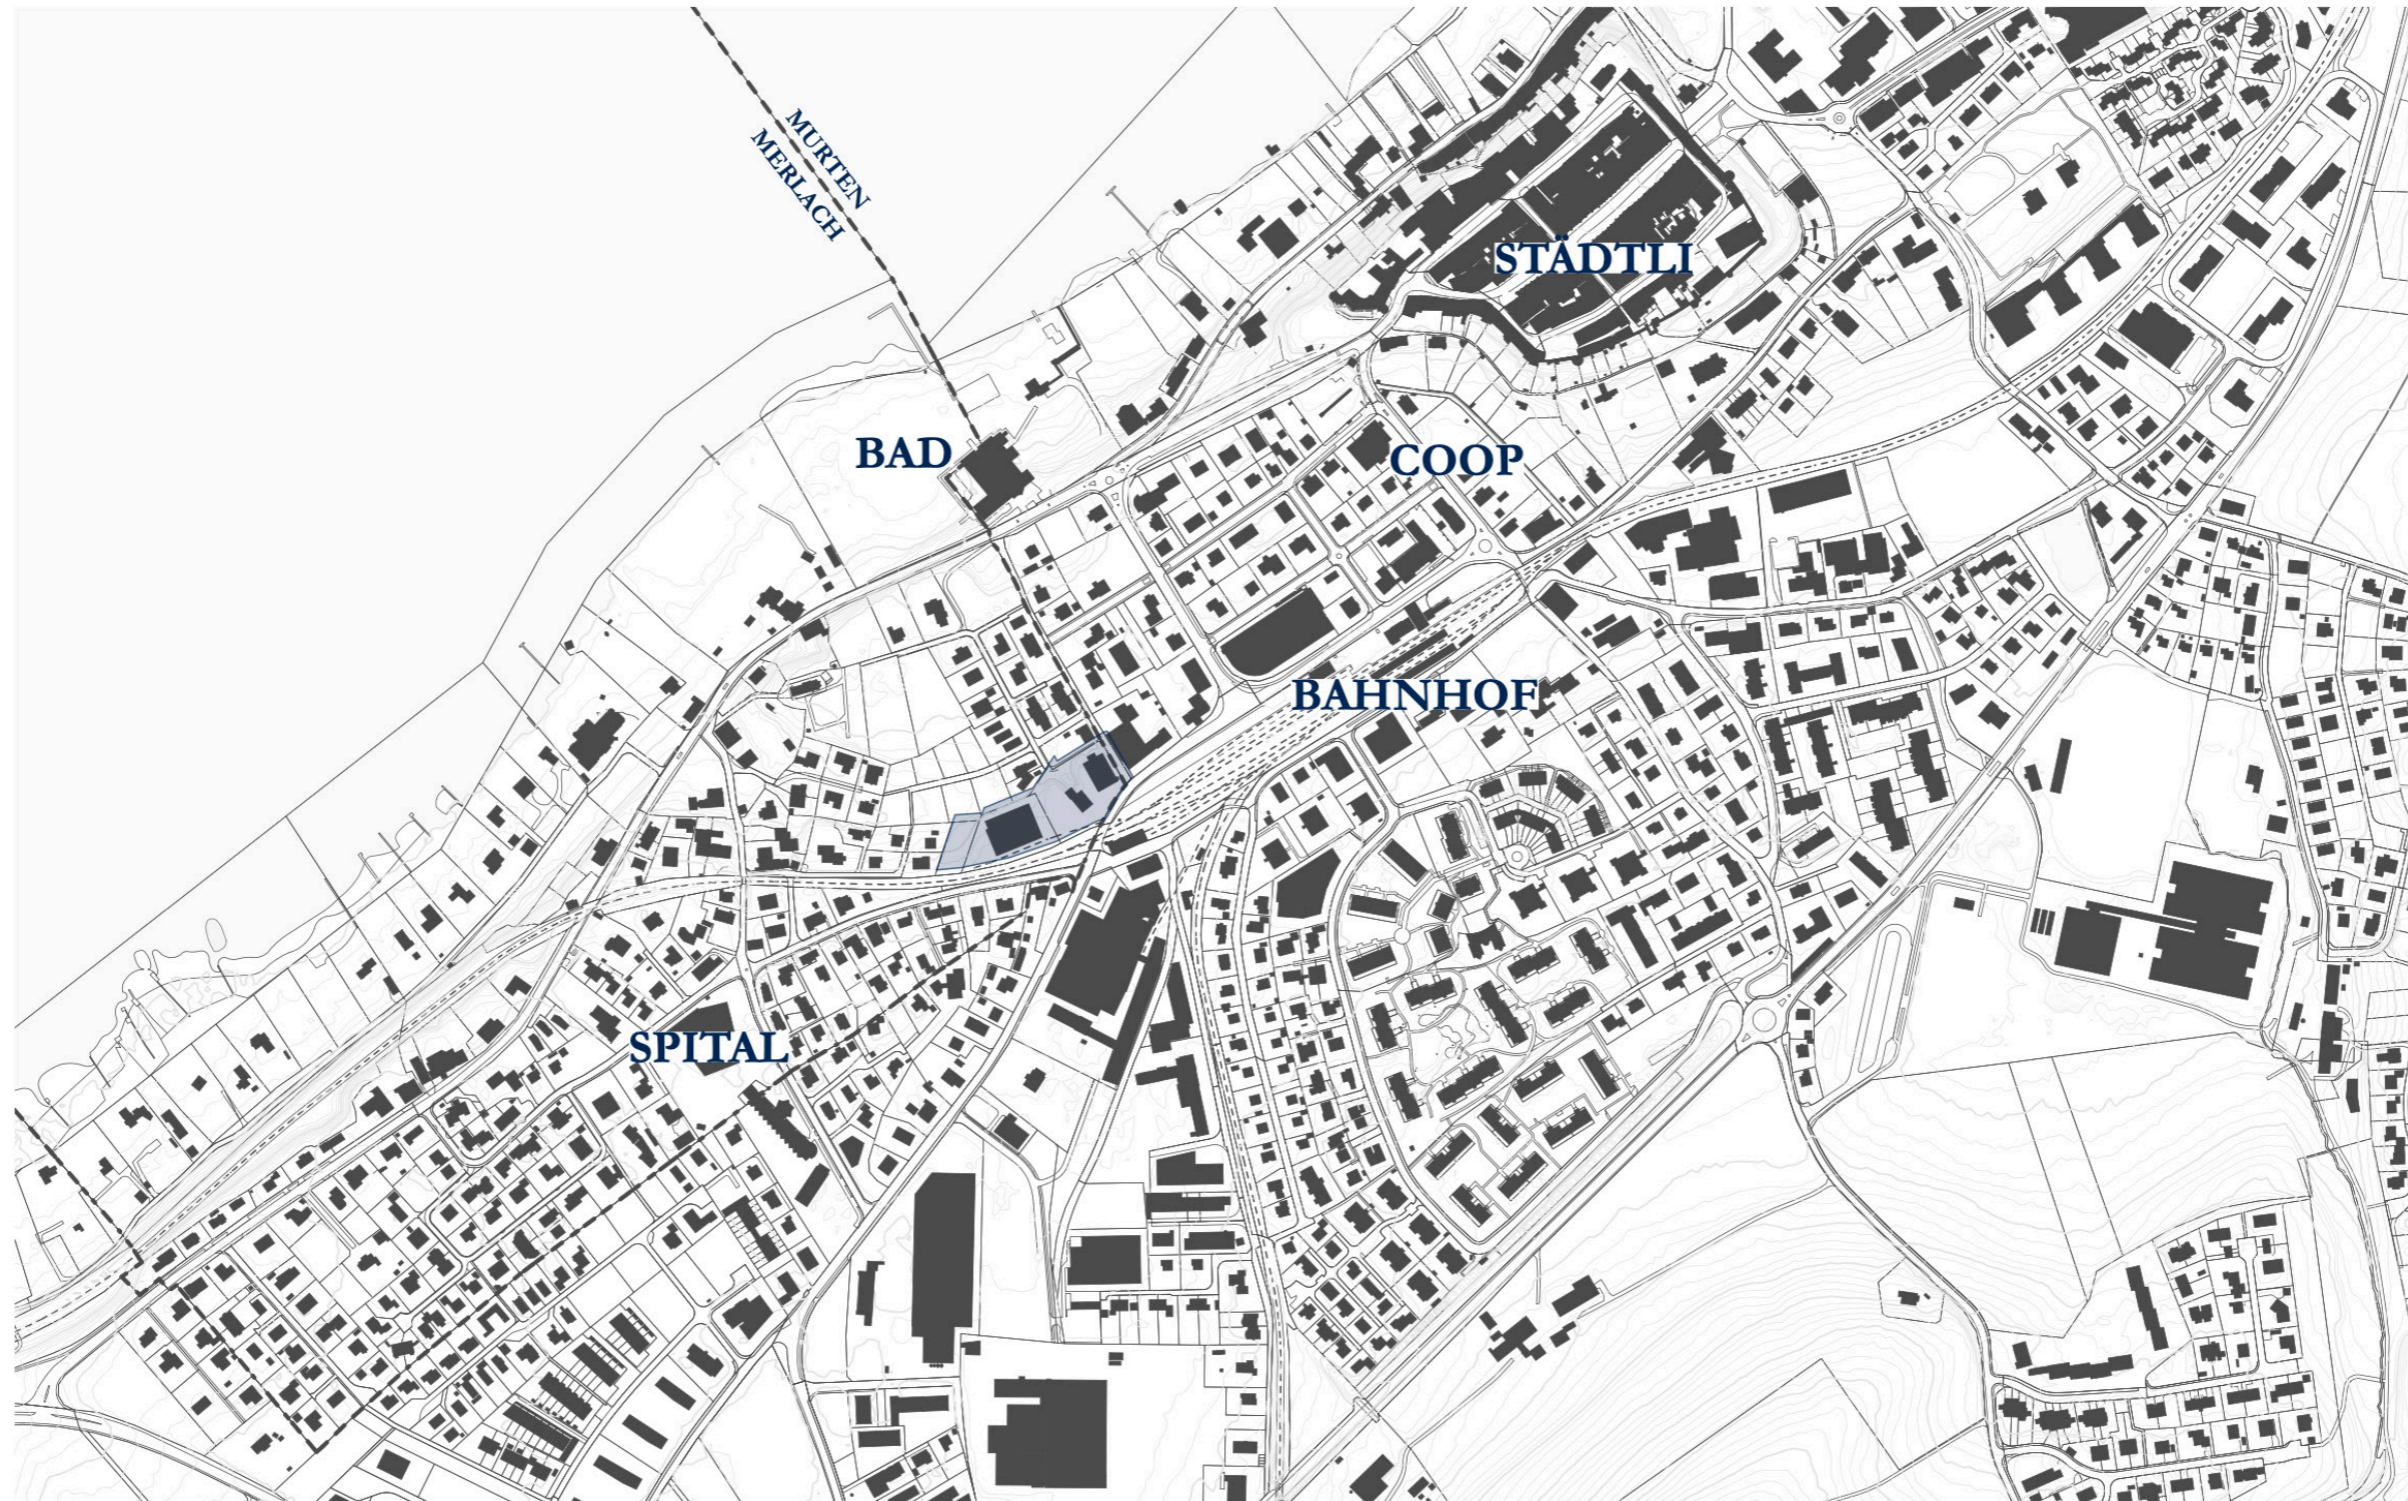 MURTEN
MERLACH
STÄDTLI
BAD
COOP
BAHNHOF
SPITAL